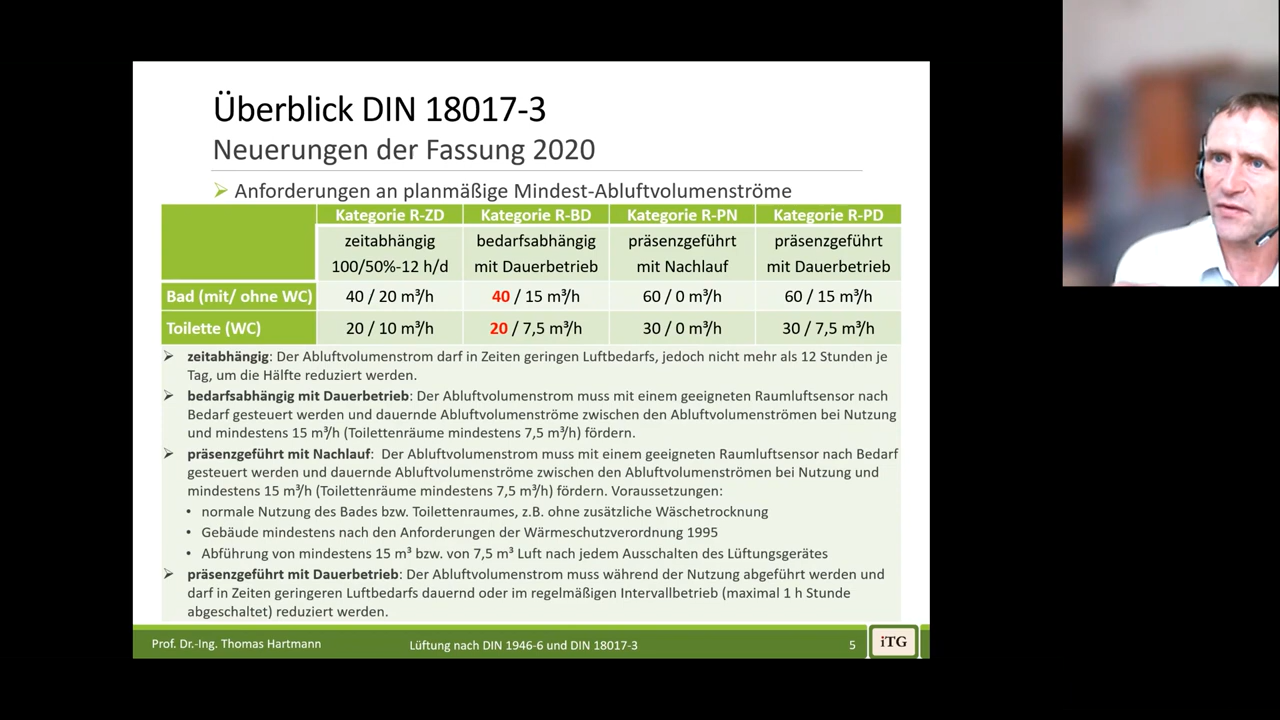 Überblick DIN 18017-3
Neuerungen der Fassung 2020
Anforderungen an planmäßige Mindest-Abluftvolumenströme
Kategorie R-ZD Kategorie R-BD Kategorie R-PN Kategorie R-PD
zeitabhängig bedarfsabhängig präsenzgeführt präsenzgeführt
100/50%-12 h/d mit Dauerbetrieb mit Nachlauf mit Dauerbetrieb
Bad (mit/ ohne WC) 40 / 20 m³/h 40 / 15 m³/h 60 / 0 m³/h 60 / 15 m³/h
Toilette (WC) 20 / 10 m³/h 20 / 7,5 m³/h 30 / 0 m³/h 30 / 7,5 m³/h
zeitabhängig: Der Abluftvolumenstrom darf in Zeiten geringen Luftbedarfs, jedoch nicht mehr als 12 Stunden je
Tag, um die Hälfte reduziert werden.
bedarfsabhängig mit Dauerbetrieb: Der Abluftvolumenstrom muss mit einem geeigneten Raumluftsensor nach
Bedarf gesteuert werden und dauernde Abluftvolumenströme zwischen den Abluftvolumenströmen bei Nutzung
und mindestens 15 m³/h (Toilettenräume mindestens 7,5 m³/h) fördern.
präsenzgeführt mit Nachlauf: Der Abluftvolumenstrom muss mit einem geeigneten Raumluftsensor nach Bedarf
gesteuert werden und dauernde Abluftvolumenströme zwischen den Abluftvolumenströmen bei Nutzung und
mindestens 15 m³/h (Toilettenräume mindestens 7,5 m³/h) fördern. Voraussetzungen:
• normale Nutzung des Bades bzw. Toilettenraumes, z.B. ohne zusätzliche Wäschetrocknung
• Gebäude mindestens nach den Anforderungen der Wärmeschutzverordnung 1995
• Abführung von mindestens 15 m³ bzw. von 7,5 m³ Luft nach jedem Ausschalten des Lüftungsgerätes
präsenzgeführt mit Dauerbetrieb: Der Abluftvolumenstrom muss während der Nutzung abgeführt werden und
darf in Zeiten geringeren Luftbedarfs dauernd oder im regelmäßigen Intervallbetrieb (maximal 1 h Stunde
abgeschaltet) reduziert werden.
Prof. Dr.-Ing. Thomas Hartmann Lüftung nach DIN 1946-6 und DIN 18017-3 5 iTG